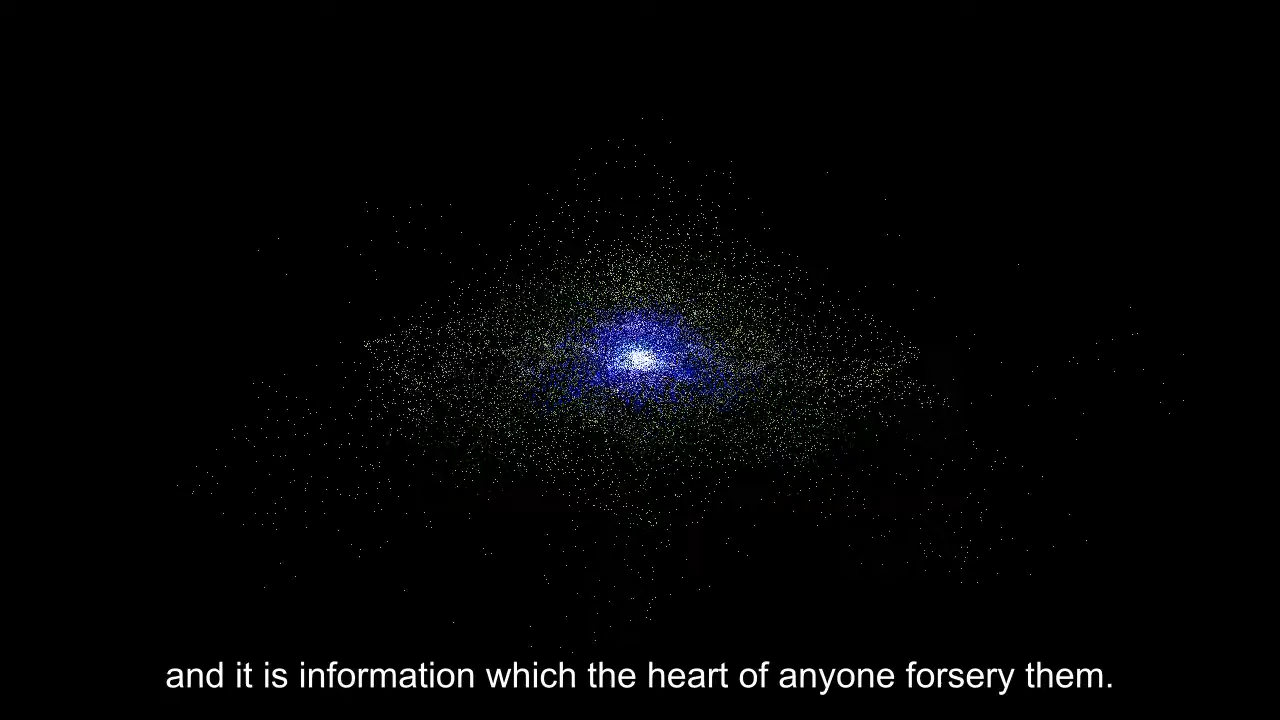 and it is information which the heart of anyone forsery them.